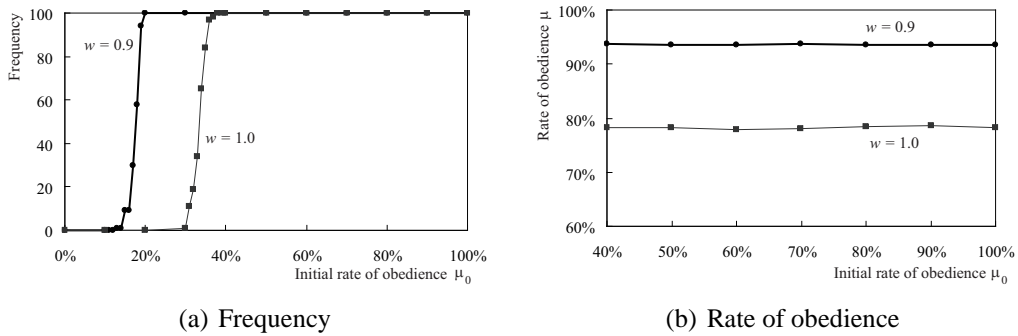 Frequency
100
80
60
40
20
0
w = 0.9
w = 1.0
0%
20%
40%
60%
80%
100%
Initial rate of obedience μ0
(a) Frequency
Rate of obedience μ
100%
90%
80%
70%
60%
w = 0.9
w = 1.0
40%
50%
60%
70%
80%
90%
100%
Initial rate of obedience μ0
(b) Rate of obedience